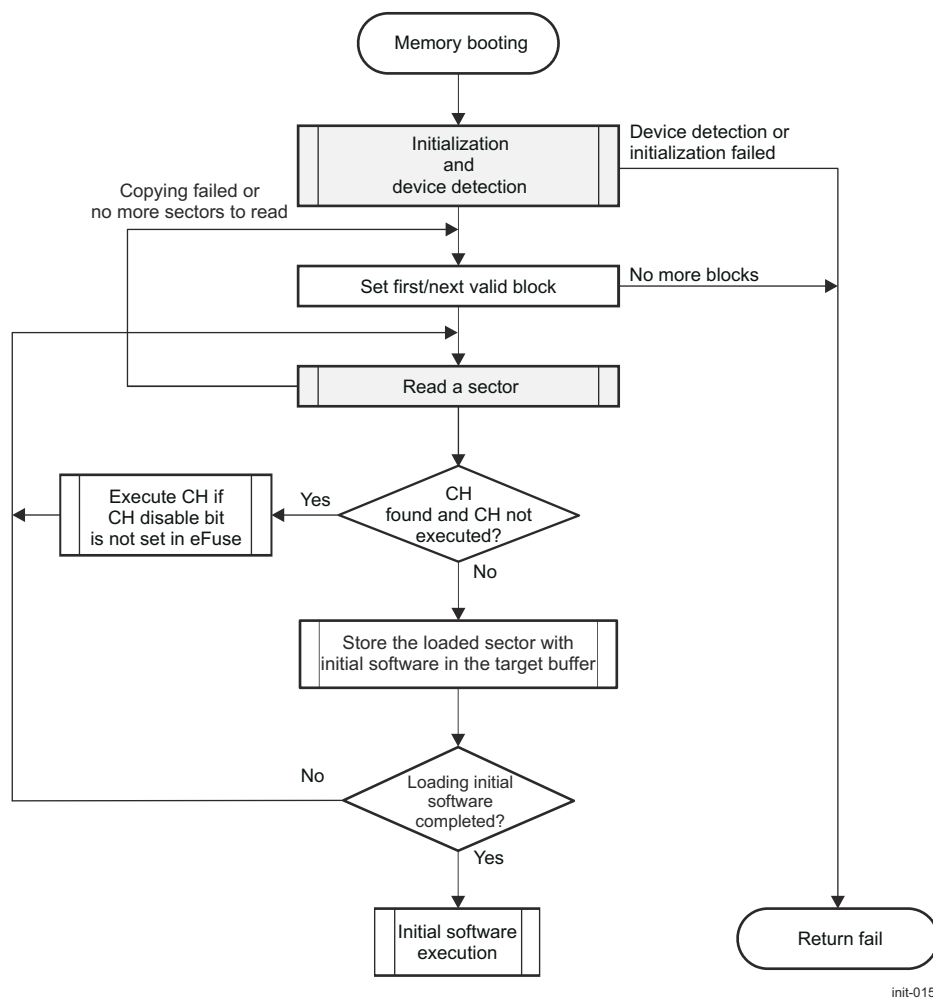 Memory booting
Initialization
and
device detection
Device detection or
initialization failed
Copying failed or
no more sectors to read
Set first/next valid block
No more blocks
Read a sector
Execute CH if
CH disable bit
is not set in eFuse
Yes
CH
found and CH not
executed?
No
Store the loaded sector with
initial software in the target buffer
No
Loading initial
software
completed?
Yes
Initial software
execution
Return fail
init-015